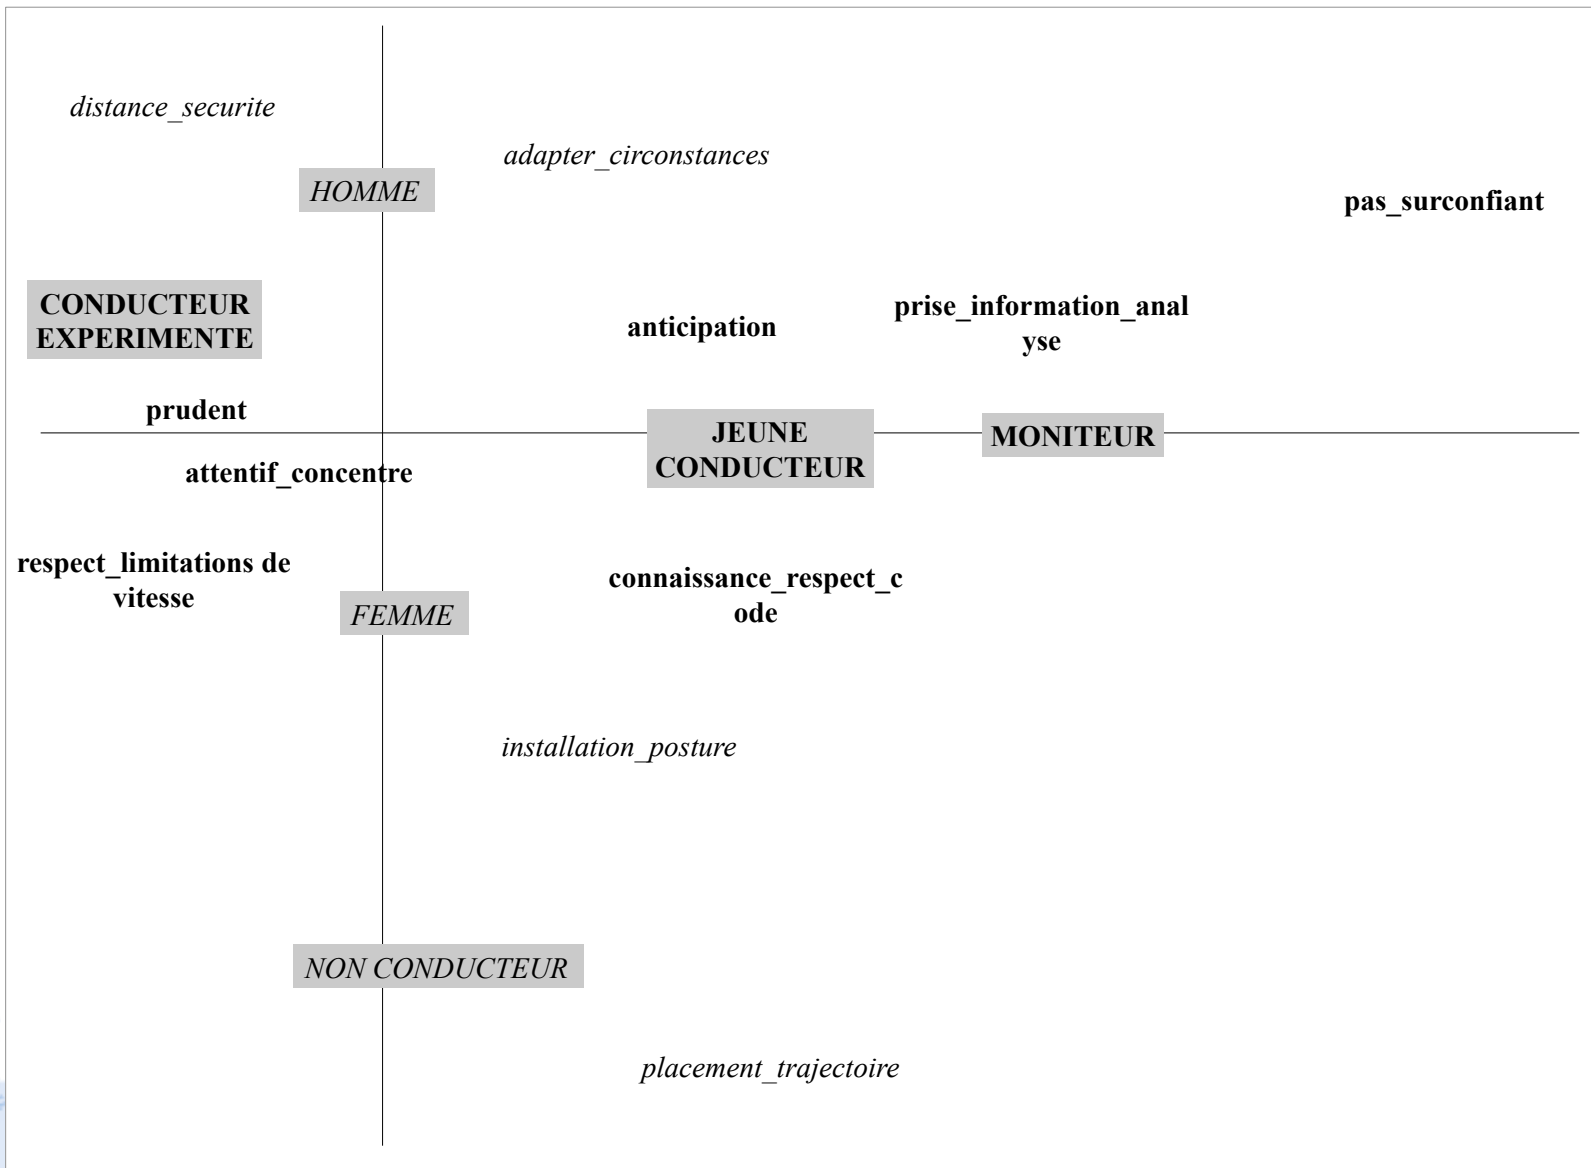 distance_securite
adapter_circonstances
HOMME
pas_surconfiant
CONDUCTEUR
EXPERIMENTE
anticipation
prise_information_anal
yse
prudent
JEUNE
CONDUCTEUR
MONITEUR
attentif_concentre
respect_limitations de
vitesse
FEMME
connaissance_respect_c
ode
installation_posture
NON CONDUCTEUR
placement_trajectoire